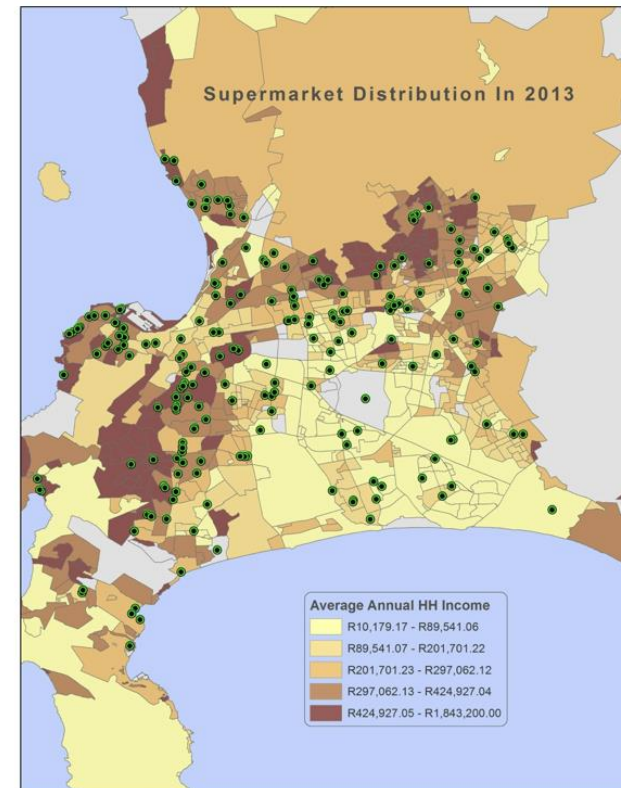 Supermarket Distribution In 2013
Average Annual HH Income
R10,179.17 - R89,541.06
R89,541.07 - R201,701.22
R201,701.23 - R297,062.12
R297,062.13 - R424,927.04
R424,927.05 - R1,843,200.00